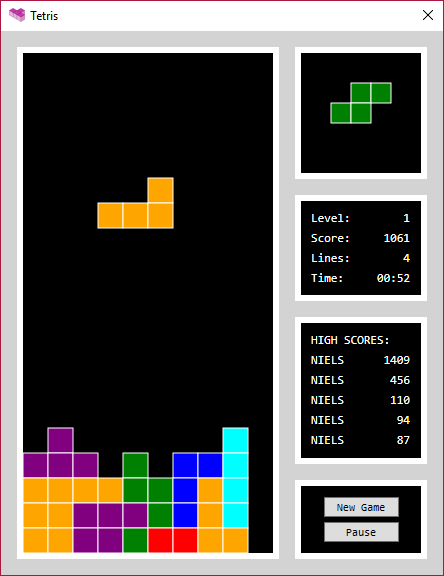 Tetris
Level: 1
Score: 1061
Lines: 4
Time: 00:52
HIGH SCORES:
NIELS 1409
NIELS 456
NIELS 110
NIELS 94
NIELS 87
New Game
Pause